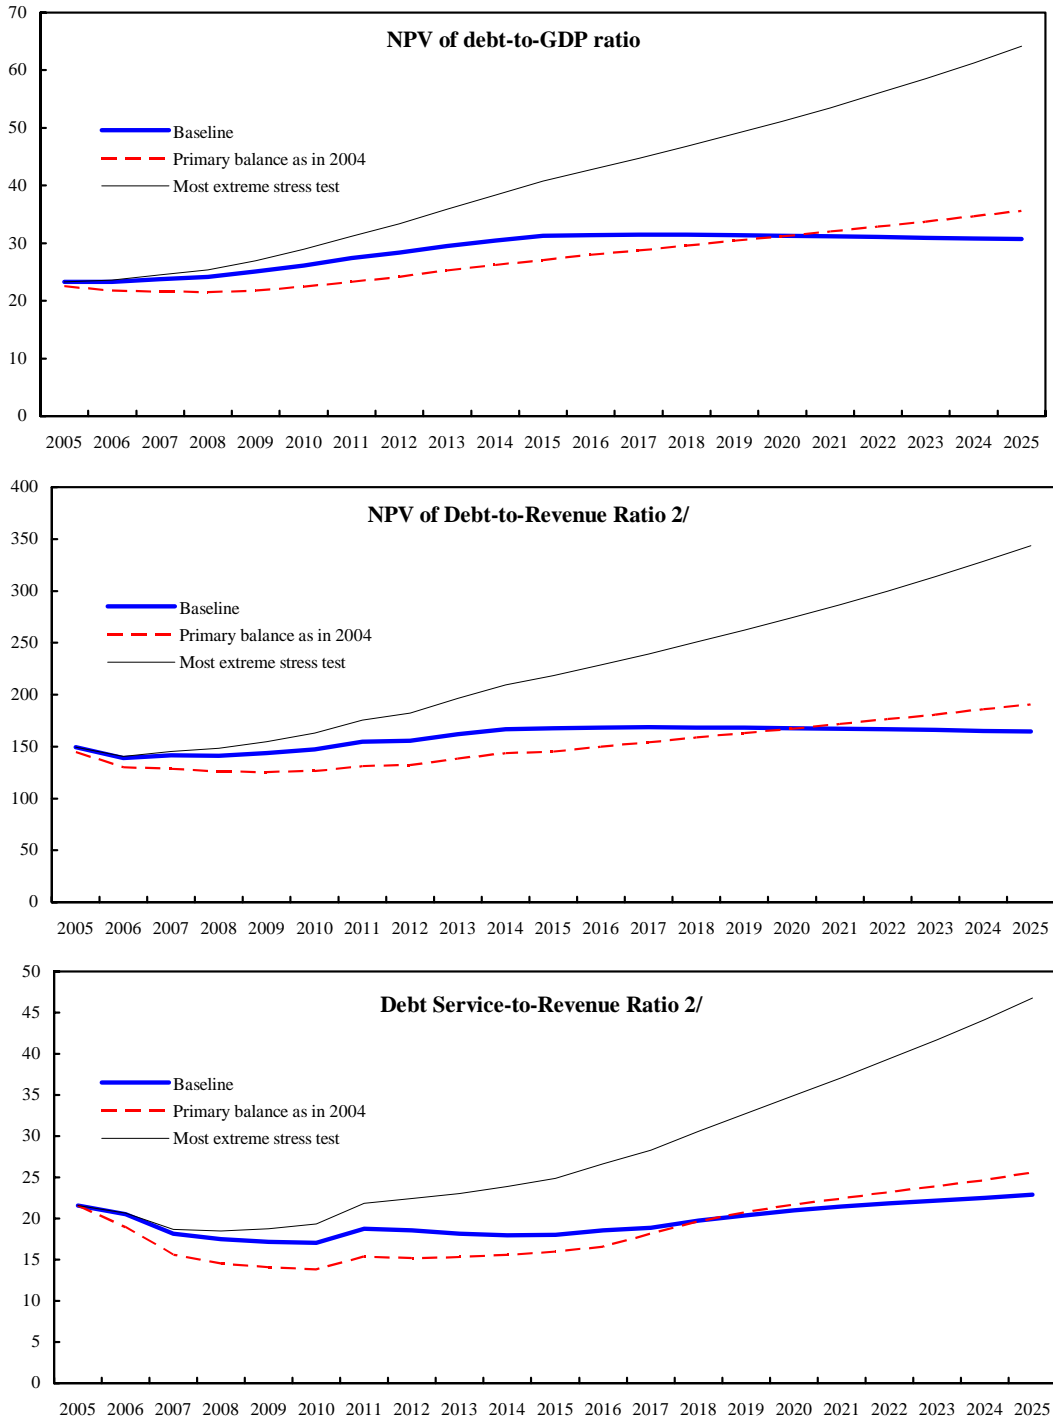 NPV of debt-to-GDP ratio
70
60
50
40
30
20
10
0
Baseline
Primary balance as in 2004
Most extreme stress test
2005 2006 2007 2008 2009 2010 2011 2012 2013 2014 2015 2016 2017 2018 2019 2020 2021 2022 2023 2024 2025
NPV of Debt-to-Revenue Ratio 2/
400
350
300
250
200
150
100
50
0
Baseline
Primary balance as in 2004
Most extreme stress test
2005 2006 2007 2008 2009 2010 2011 2012 2013 2014 2015 2016 2017 2018 2019 2020 2021 2022 2023 2024 2025
Debt Service-to-Revenue Ratio 2/
50
45
40
35
30
25
20
15
10
5
0
Baseline
Primary balance as in 2004
Most extreme stress test
2005 2006 2007 2008 2009 2010 2011 2012 2013 2014 2015 2016 2017 2018 2019 2020 2021 2022 2023 2024 2025